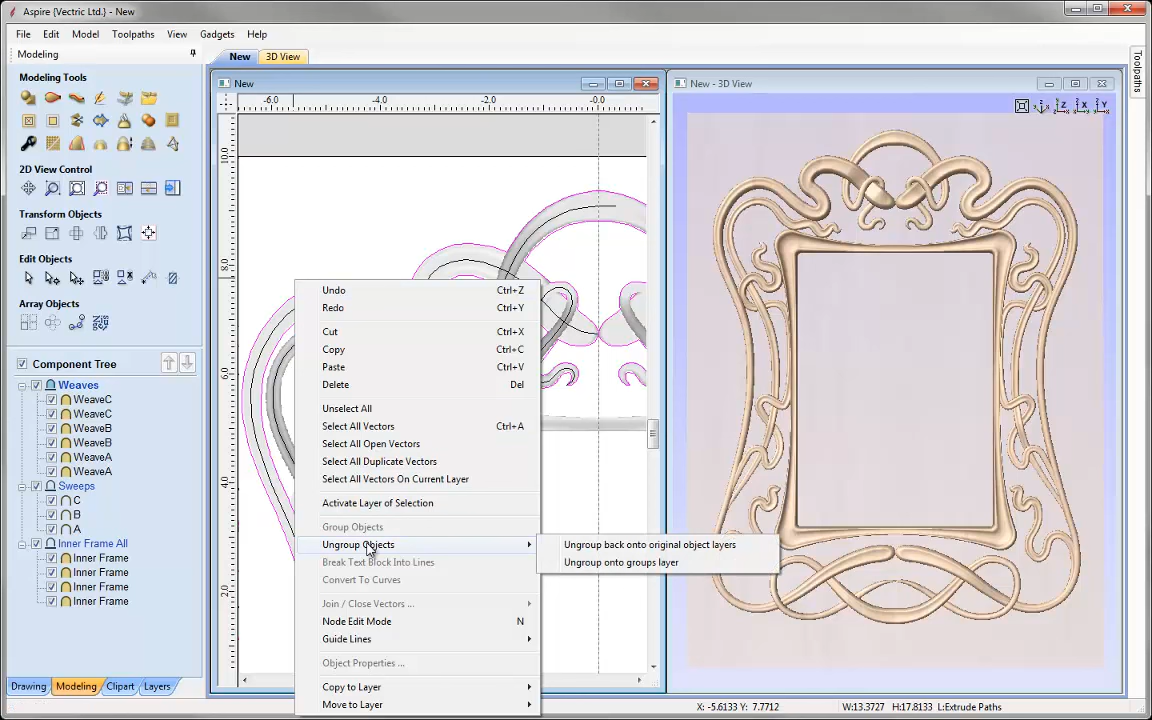 Aspire {Vectric Ltd.} - New
File Edit Model Toolpaths View Gadgets Help
Modeling
New
3D View
Toolpaths
Modeling Tools
2D View Control
Transform Objects
Edit Objects
Array Objects
Component Tree
Weaves
WeaveC
WeaveC
WeaveB
WeaveB
WeaveA
WeaveA
Sweeps
C
B
A
Inner Frame All
Inner Frame
Inner Frame
Inner Frame
Inner Frame
Drawing Modeling Clipart Layers
New
-6.0 -4.0 -2.0 -0.0
10.0
8.0
6.0
4.0
2.0
Undo Ctrl+Z
Redo Ctrl+Y
Cut Ctrl+X
Copy Ctrl+C
Paste Ctrl+V
Delete Del
Unselect All
Select All Vectors Ctrl+A
Select All Open Vectors
Select All Duplicate Vectors
Select All Vectors On Current Layer
Activate Layer of Selection
Group Objects
Ungroup Objects
Break Text Block Into Lines
Convert To Curves
Join / Close Vectors ...
Node Edit Mode N
Guide Lines
Object Properties ...
Copy to Layer
Move to Layer
Ungroup back onto original object layers
Ungroup onto groups layer
New - 3D View
Z X Y
X: -5.6133 Y: 7.7712 W:13.3727 H:17.8133 L:Extrude Paths